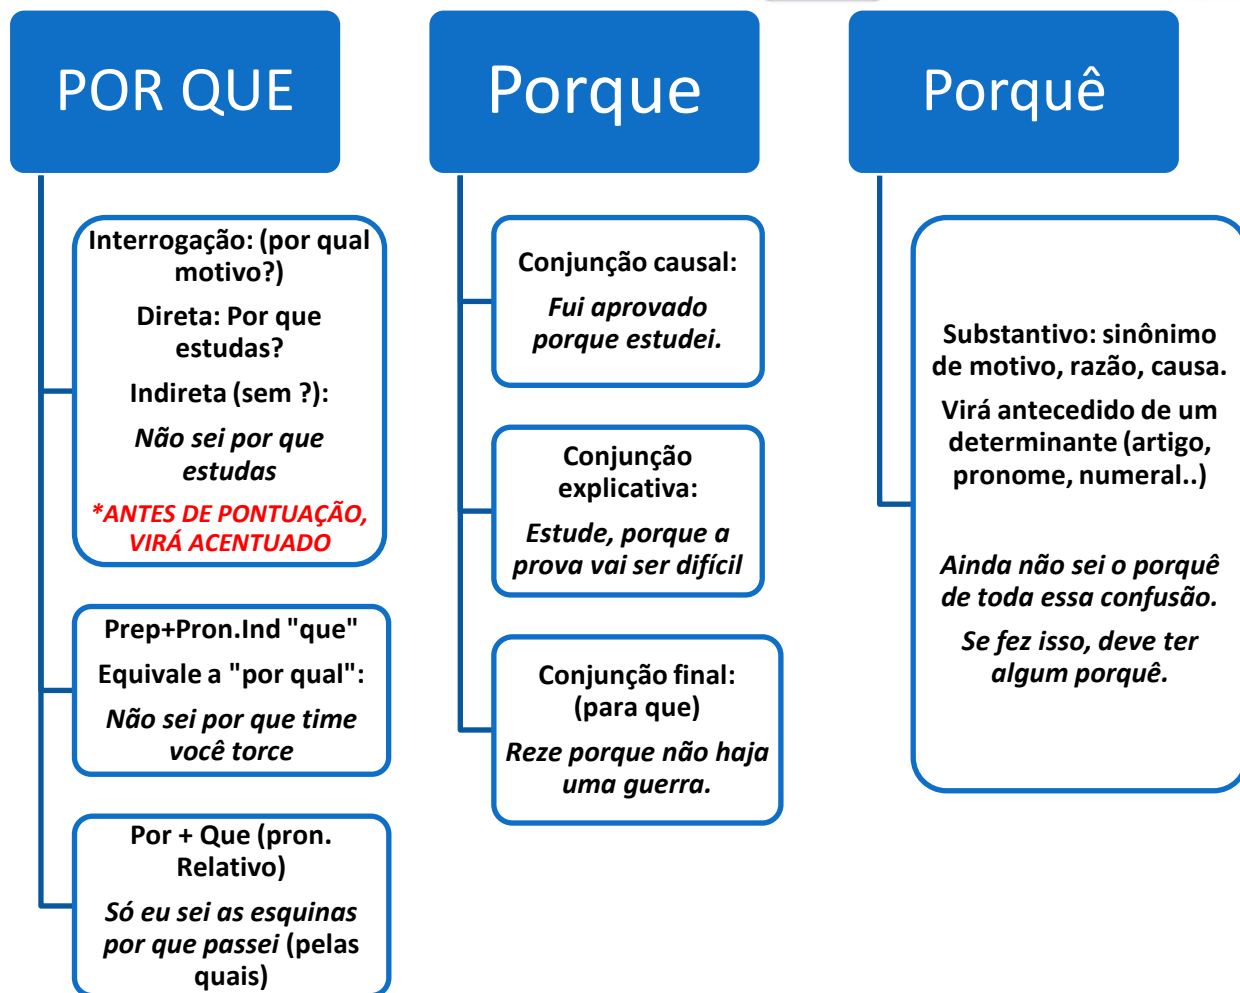 POR QUE
Interrogação: (por qual
motivo?)
Direta: Por que
estudas?
Indireta (sem ?):
Não sei por que
estudas
*ANTES DE PONTUAÇÃO,
VIRÁ ACENTUADO
Prep+Pron.Ind "que"
Equivale a "por qual":
Não sei por que time
você torce
Por + Que (pron.
Relativo)
Só eu sei as esquinas
por que passei (pelas
quais)
Porque
Conjunção causal:
Fui aprovado
porque estudei.
Conjunção
explicativa:
Estude, porque a
prova vai ser difícil
Conjunção final:
(para que)
Reze porque não haja
uma guerra.
Porquê
Substantivo: sinônimo
de motivo, razão, causa.
Virá antecedido de um
determinante (artigo,
pronome, numeral..)
Ainda não sei o porquê
de toda essa confusão.
Se fez isso, deve ter
algum porquê.